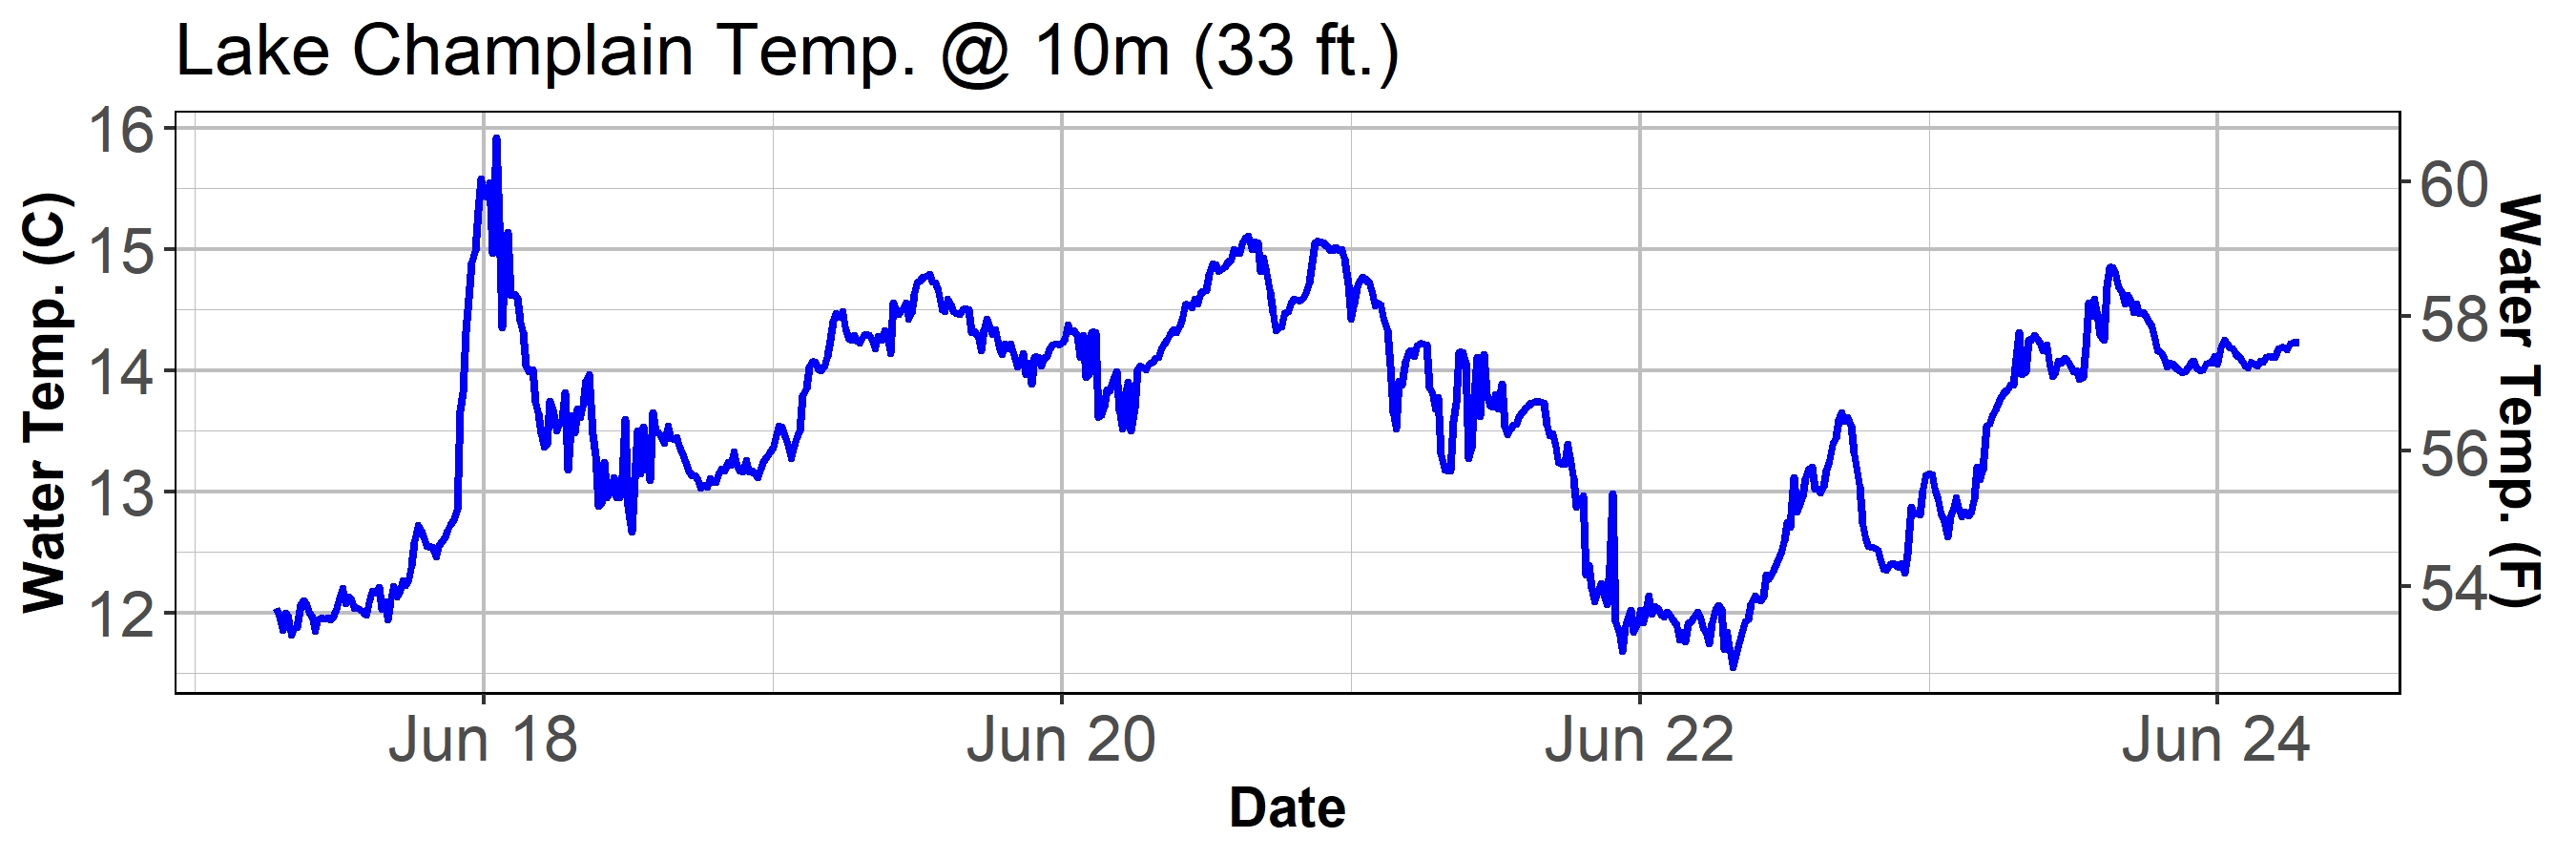 Lake Champlain Temp. @ 10m (33 ft.)
Water Temp. (C)
16
15
14
13
12
60
58
56
54
Water Temp. (F)
Jun 18 Jun 20 Jun 22 Jun 24
Date